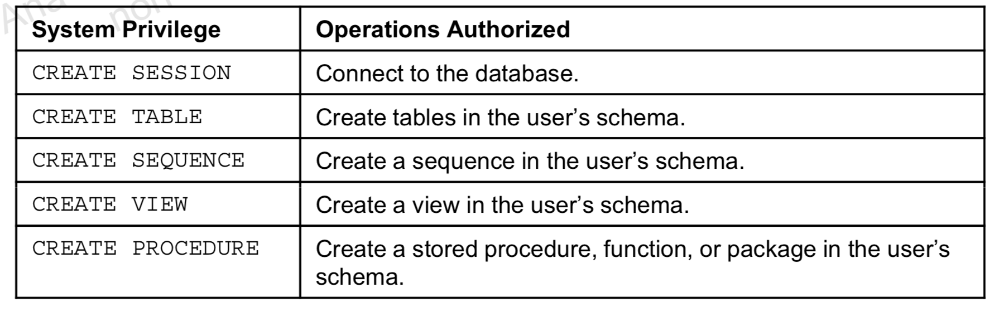 System Privilege Operations Authorized
CREATE SESSION Connect to the database.
CREATE TABLE Create tables in the user’s schema.
CREATE SEQUENCE Create a sequence in the user’s schema.
CREATE VIEW Create a view in the user’s schema.
CREATE PROCEDURE Create a stored procedure, function, or package in the user’s
schema.